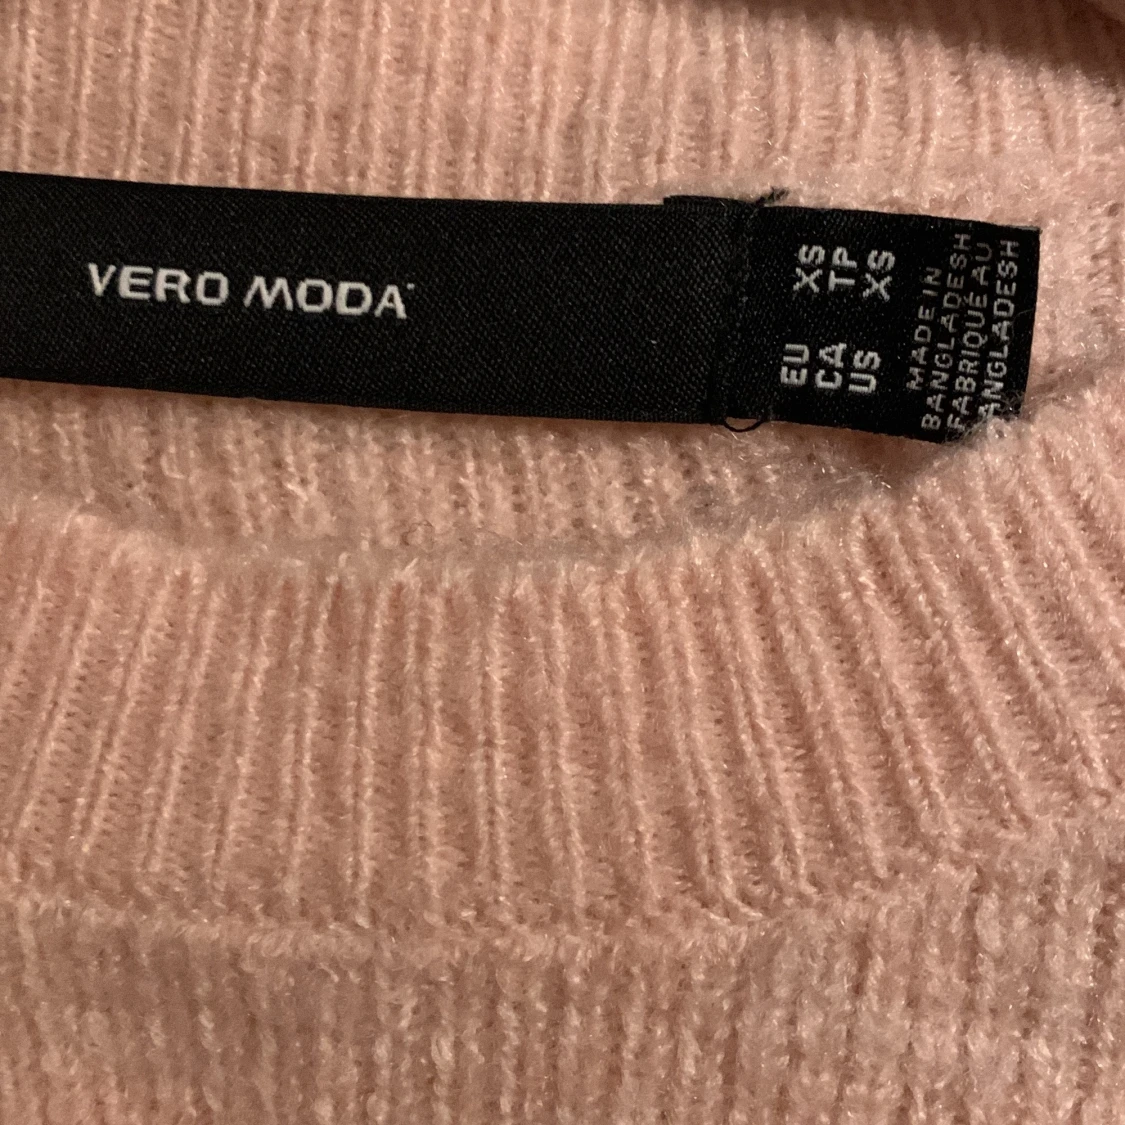 VERO MODA
EU XS
CA TP
US XS
MADE IN
BANGLADESH
FABRIQUÉ AU
BANGLADESH